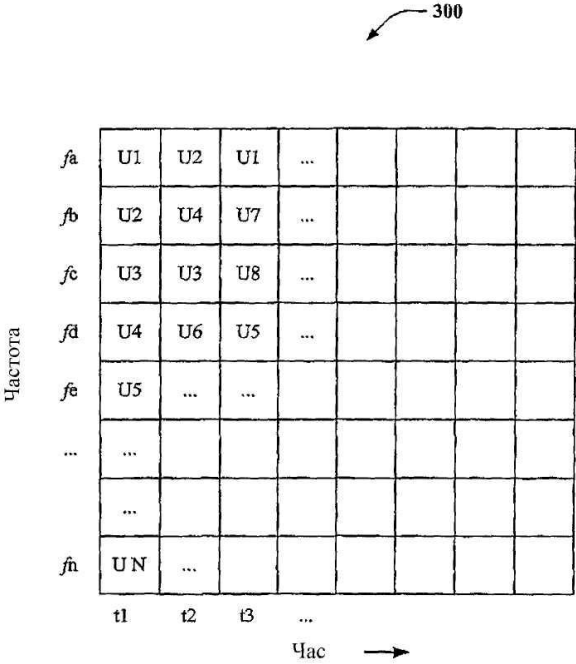 300
fa U1 U2 U1 ...
fb U2 U4 U7 ...
fc U3 U3 U8 ...
fd U4 U6 U5 ...
fe U5 ... ...
... ...
...
fn U N ...
t1 t2 t3 ...
Частота
Час